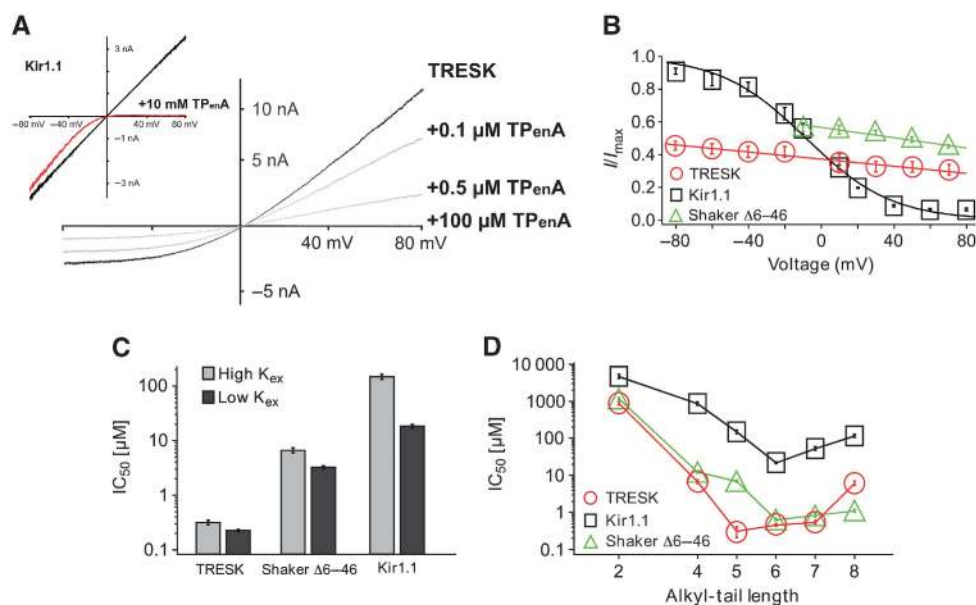 A
Kir1.1
3 nA
+10 mM TPenA
−80 mV
−40 mV
40 mV
80 mV
−1 nA
−3 nA
TRESK
10 nA
+0.1 µM TPenA
5 nA
+0.5 µM TPenA
+100 µM TPenA
40 mV
80 mV
−5 nA
B
I/Imax
1.0
0.8
0.6
0.4
0.2
0.0
TRESK
Kir1.1
Shaker Δ6–46
−80
−40
0
40
80
Voltage (mV)
C
IC50 [µM]
100
10
1
0.1
High Kex
Low Kex
TRESK
Shaker Δ6–46
Kir1.1
D
IC50 [µM]
10 000
1000
100
10
1
0.1
TRESK
Kir1.1
Shaker Δ6–46
2
4
5
6
7
8
Alkyl-tail length